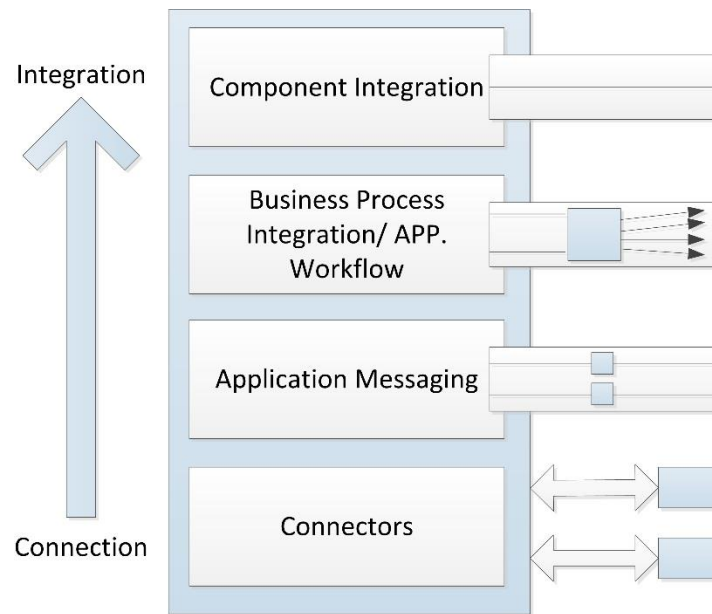 Integration
Component Integration
Business Process
Integration/ APP.
Workflow
Application Messaging
Connectors
Connection